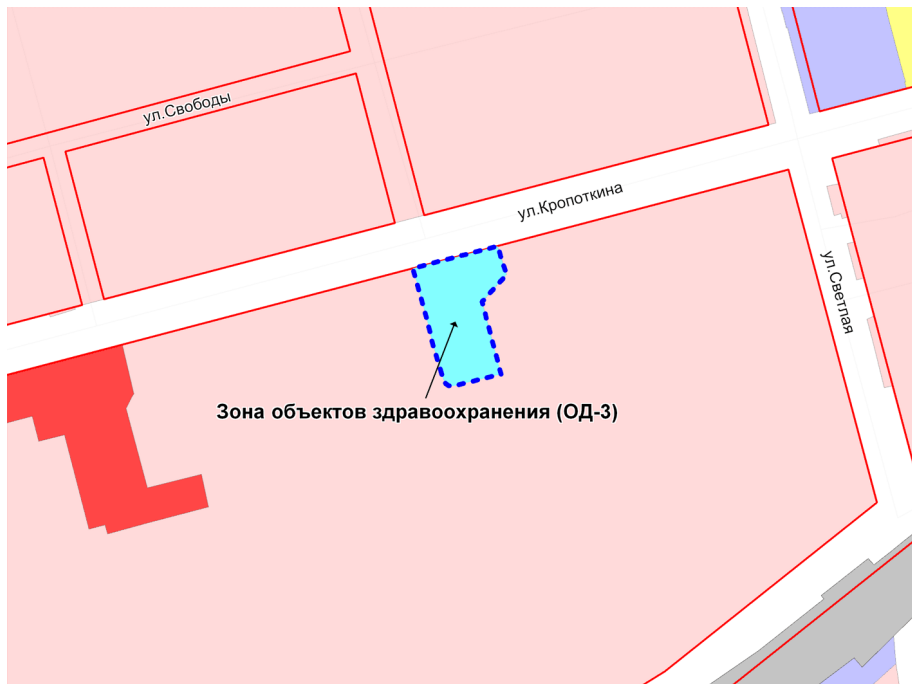 ул.Свободы
ул.Кропоткина
ул.Светлая
Зона объектов здравоохранения (ОД-3)